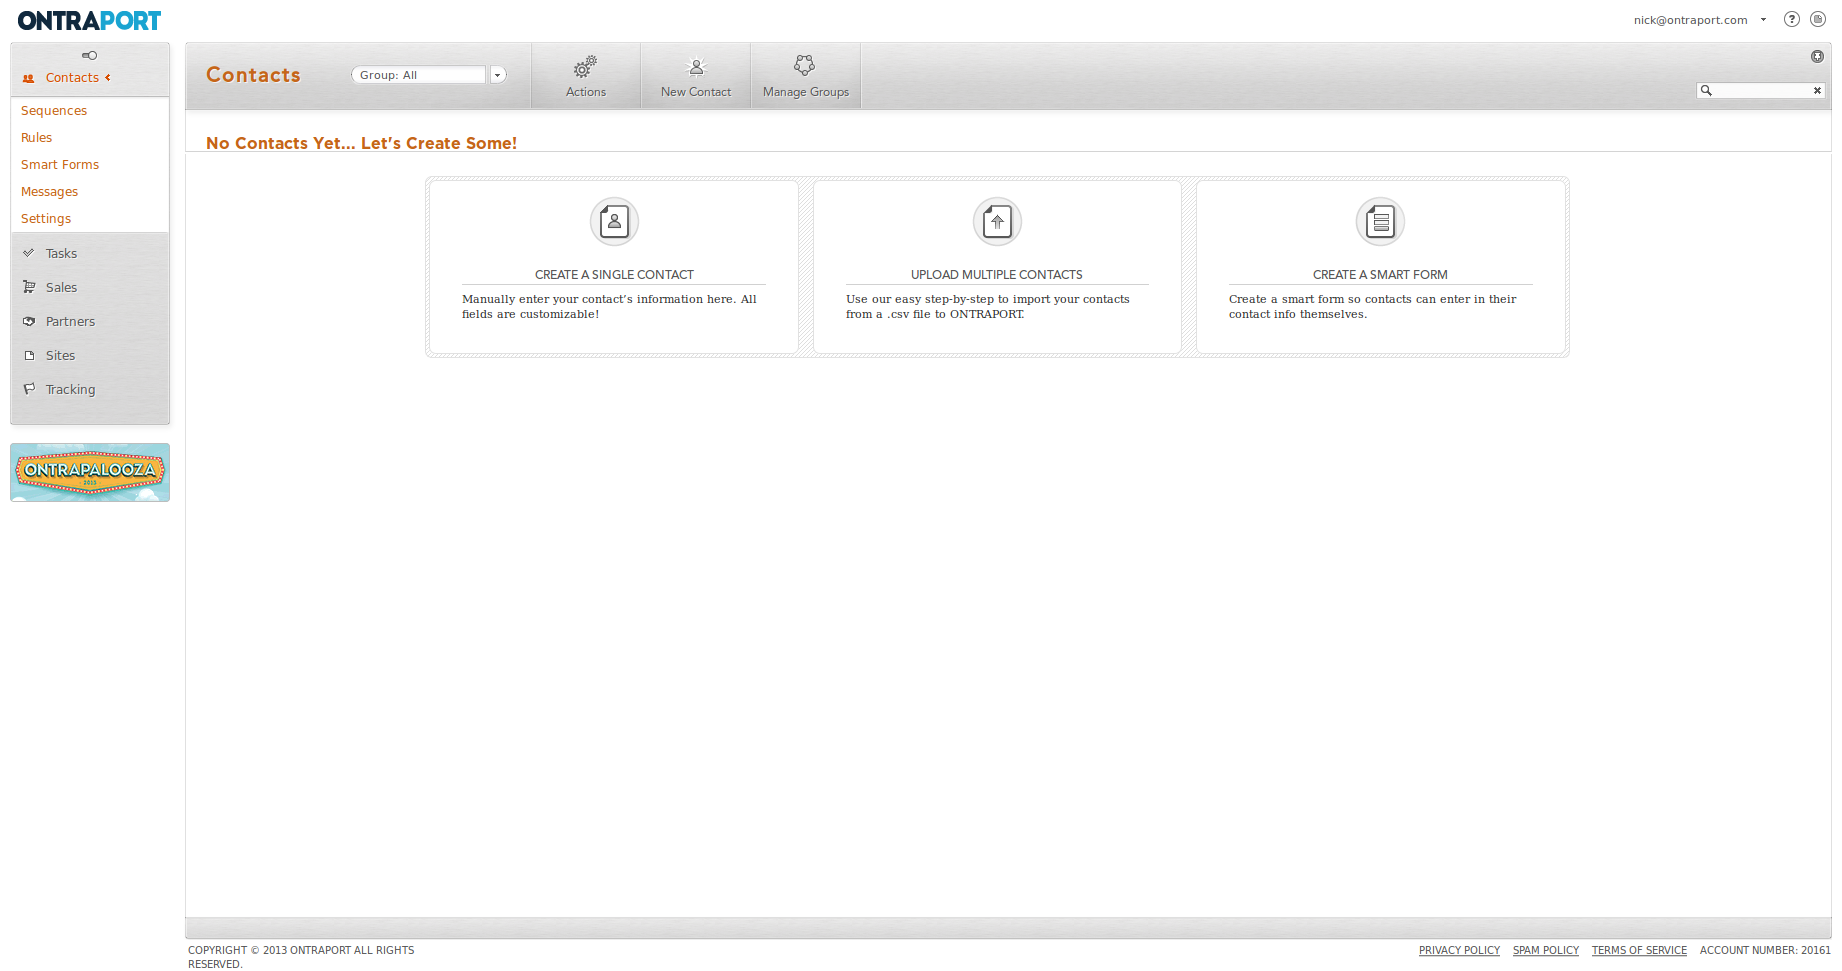 ONTRAPORT
nick@ontraport.com
Contacts
Sequences
Rules
Smart Forms
Messages
Settings
Tasks
Sales
Partners
Sites
Tracking
ONTRAPALOOZA
2013
Contacts
Group: All
Actions
New Contact
Manage Groups
No Contacts Yet... Let's Create Some!
CREATE A SINGLE CONTACT
Manually enter your contact’s information here. All
fields are customizable!
UPLOAD MULTIPLE CONTACTS
Use our easy step-by-step to import your contacts
from a .csv file to ONTRAPORT.
CREATE A SMART FORM
Create a smart form so contacts can enter in their
contact info themselves.
COPYRIGHT © 2013 ONTRAPORT ALL RIGHTS
RESERVED.
PRIVACY POLICY SPAM POLICY TERMS OF SERVICE ACCOUNT NUMBER: 20161